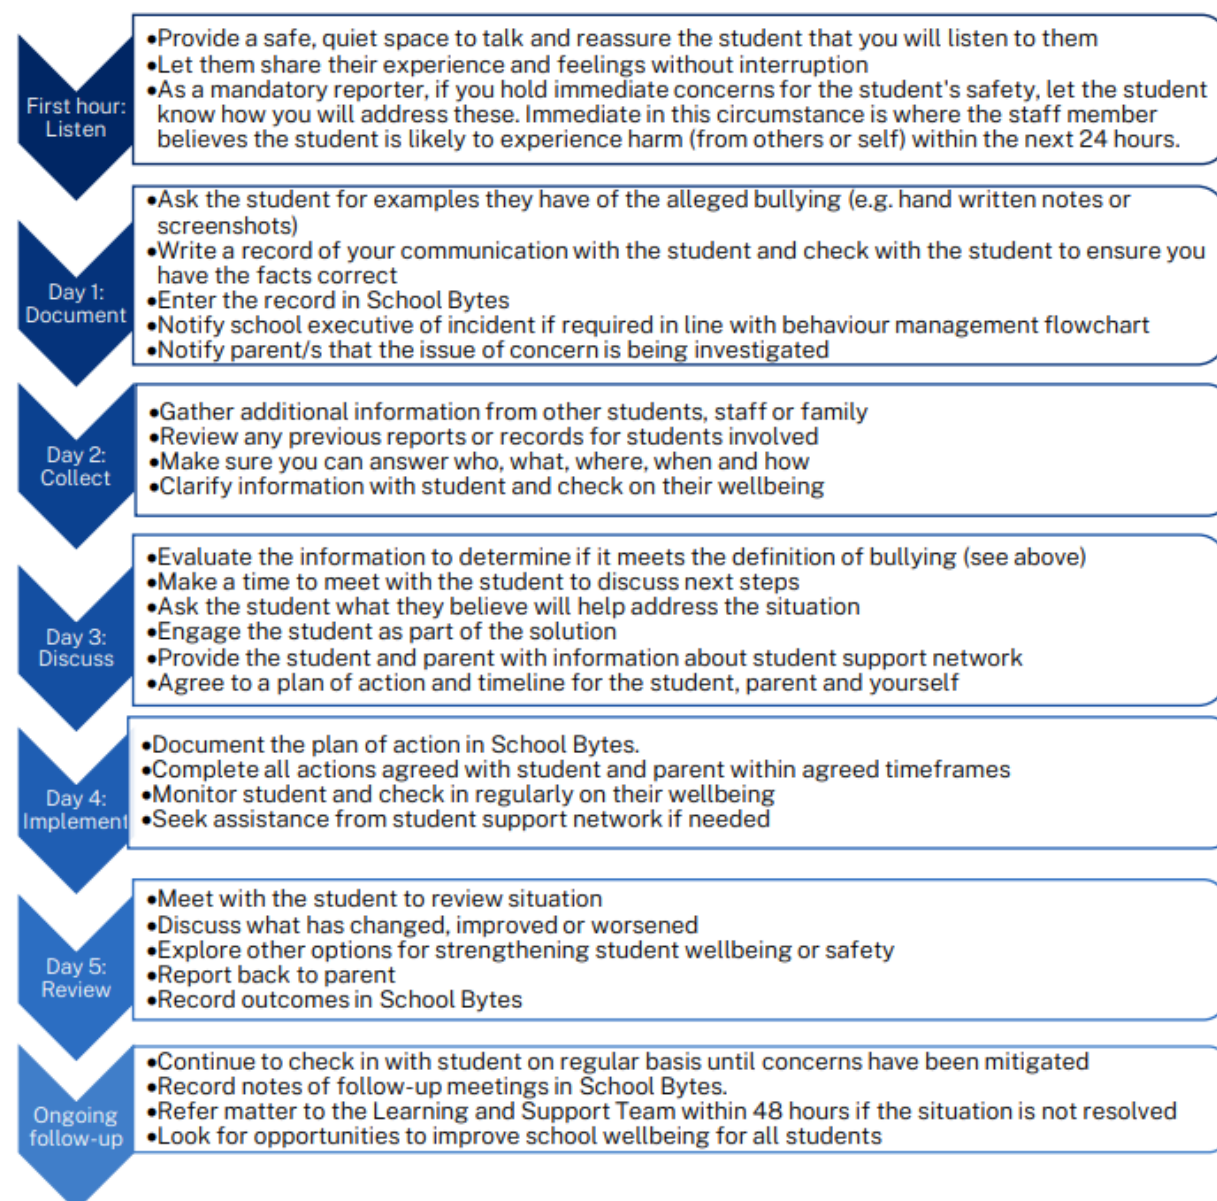 First hour:
Listen
•Provide a safe, quiet space to talk and reassure the student that you will listen to them
•Let them share their experience and feelings without interruption
•As a mandatory reporter, if you hold immediate concerns for the student's safety, let the student
know how you will address these. Immediate in this circumstance is where the staff member
believes the student is likely to experience harm (from others or self) within the next 24 hours.
Day 1:
Document
•Ask the student for examples they have of the alleged bullying (e.g. hand written notes or
screenshots)
•Write a record of your communication with the student and check with the student to ensure you
have the facts correct
•Enter the record in School Bytes
•Notify school executive of incident if required in line with behaviour management flowchart
•Notify parent/s that the issue of concern is being investigated
Day 2:
Collect
•Gather additional information from other students, staff or family
•Review any previous reports or records for students involved
•Make sure you can answer who, what, where, when and how
•Clarify information with student and check on their wellbeing
Day 3:
Discuss
•Evaluate the information to determine if it meets the definition of bullying (see above)
•Make a time to meet with the student to discuss next steps
•Ask the student what they believe will help address the situation
•Engage the student as part of the solution
•Provide the student and parent with information about student support network
•Agree to a plan of action and timeline for the student, parent and yourself
Day 4:
Implement
•Document the plan of action in School Bytes.
•Complete all actions agreed with student and parent within agreed timeframes
•Monitor student and check in regularly on their wellbeing
•Seek assistance from student support network if needed
Day 5:
Review
•Meet with the student to review situation
•Discuss what has changed, improved or worsened
•Explore other options for strengthening student wellbeing or safety
•Report back to parent
•Record outcomes in School Bytes
Ongoing
follow-up
•Continue to check in with student on regular basis until concerns have been mitigated
•Record notes of follow-up meetings in School Bytes.
•Refer matter to the Learning and Support Team within 48 hours if the situation is not resolved
•Look for opportunities to improve school wellbeing for all students